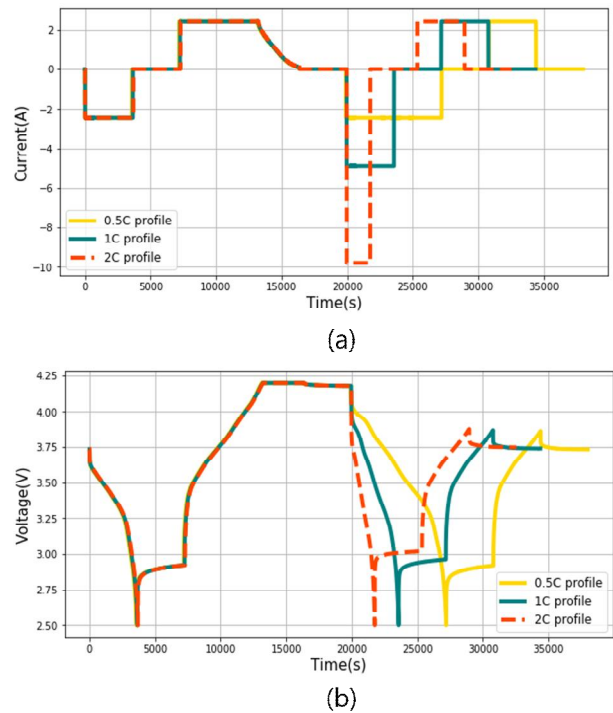 2
0
−2
−4
−6
−8
−10
Current(A)
0.5C profile
1C profile
2C profile
0 5000 10000 15000 20000 25000 30000 35000
Time(s)
(a)
4.25
4.00
3.75
3.50
3.25
3.00
2.75
2.50
Voltage(V)
0.5C profile
1C profile
2C profile
0 5000 10000 15000 20000 25000 30000 35000
Time(s)
(b)